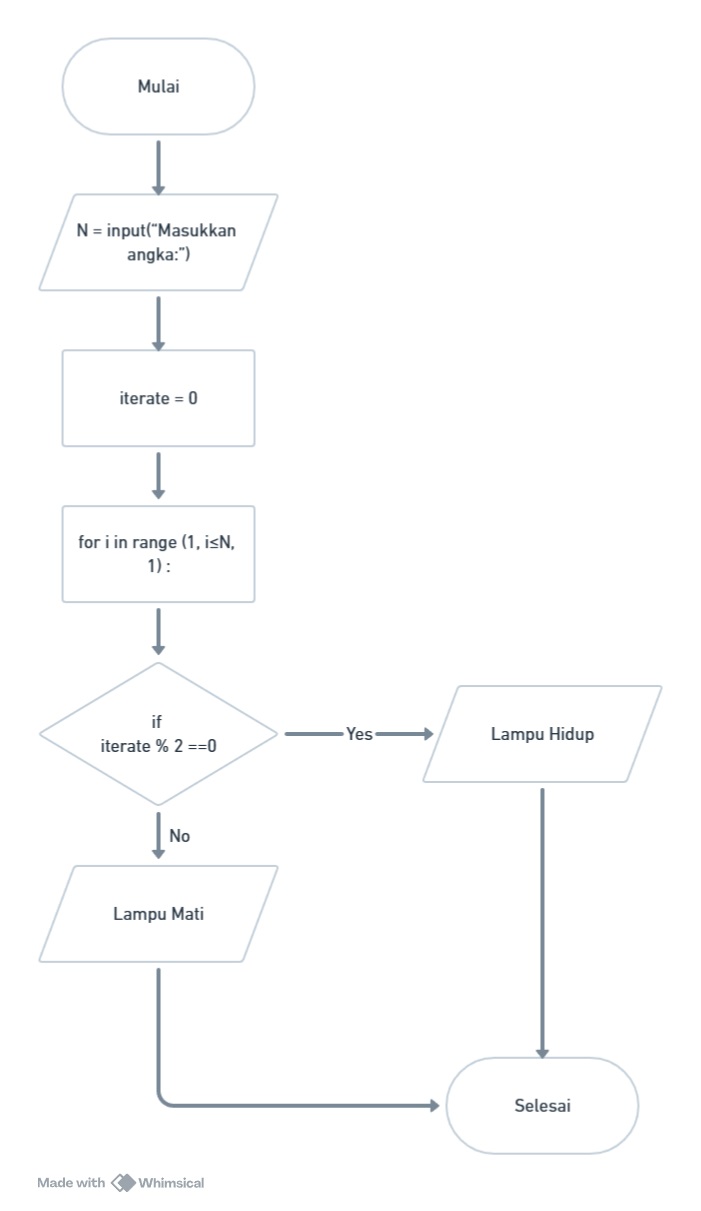 Mulai
N = input("Masukkan
angka:")
iterate = 0
for i in range (1, i≤N,
1) :
if
iterate % 2 ==0
Yes
Lampu Hidup
No
Lampu Mati
Selesai
Made with Whimsical